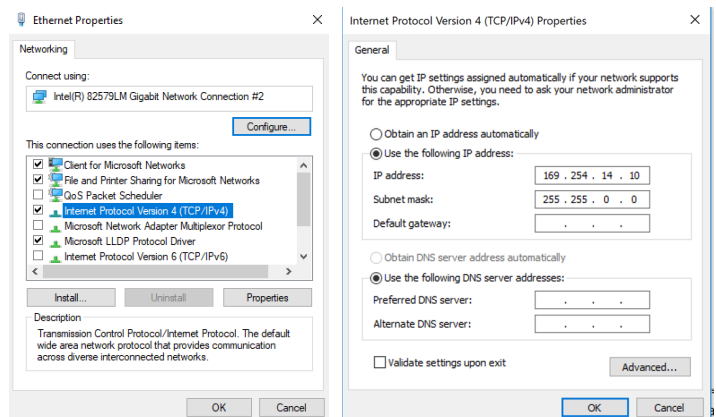 Ethernet Properties
Networking
Connect using:
Intel(R) 82579LM Gigabit Network Connection #2
Configure...
This connection uses the following items:
Client for Microsoft Networks
File and Printer Sharing for Microsoft Networks
QoS Packet Scheduler
Internet Protocol Version 4 (TCP/IPv4)
Microsoft Network Adapter Multiplexor Protocol
Microsoft LLDP Protocol Driver
Internet Protocol Version 6 (TCP/IPv6)
Install...
Uninstall
Properties
Description
Transmission Control Protocol/Internet Protocol. The default
wide area network protocol that provides communication
across diverse interconnected networks.
OK
Cancel
Internet Protocol Version 4 (TCP/IPv4) Properties
General
You can get IP settings assigned automatically if your network supports
this capability. Otherwise, you need to ask your network administrator
for the appropriate IP settings.
Obtain an IP address automatically
Use the following IP address:
IP address: 169 . 254 . 14 . 10
Subnet mask: 255 . 255 . 0 . 0
Default gateway: . . .
Obtain DNS server address automatically
Use the following DNS server addresses:
Preferred DNS server: . . .
Alternate DNS server: . . .
Validate settings upon exit
Advanced...
OK
Cancel